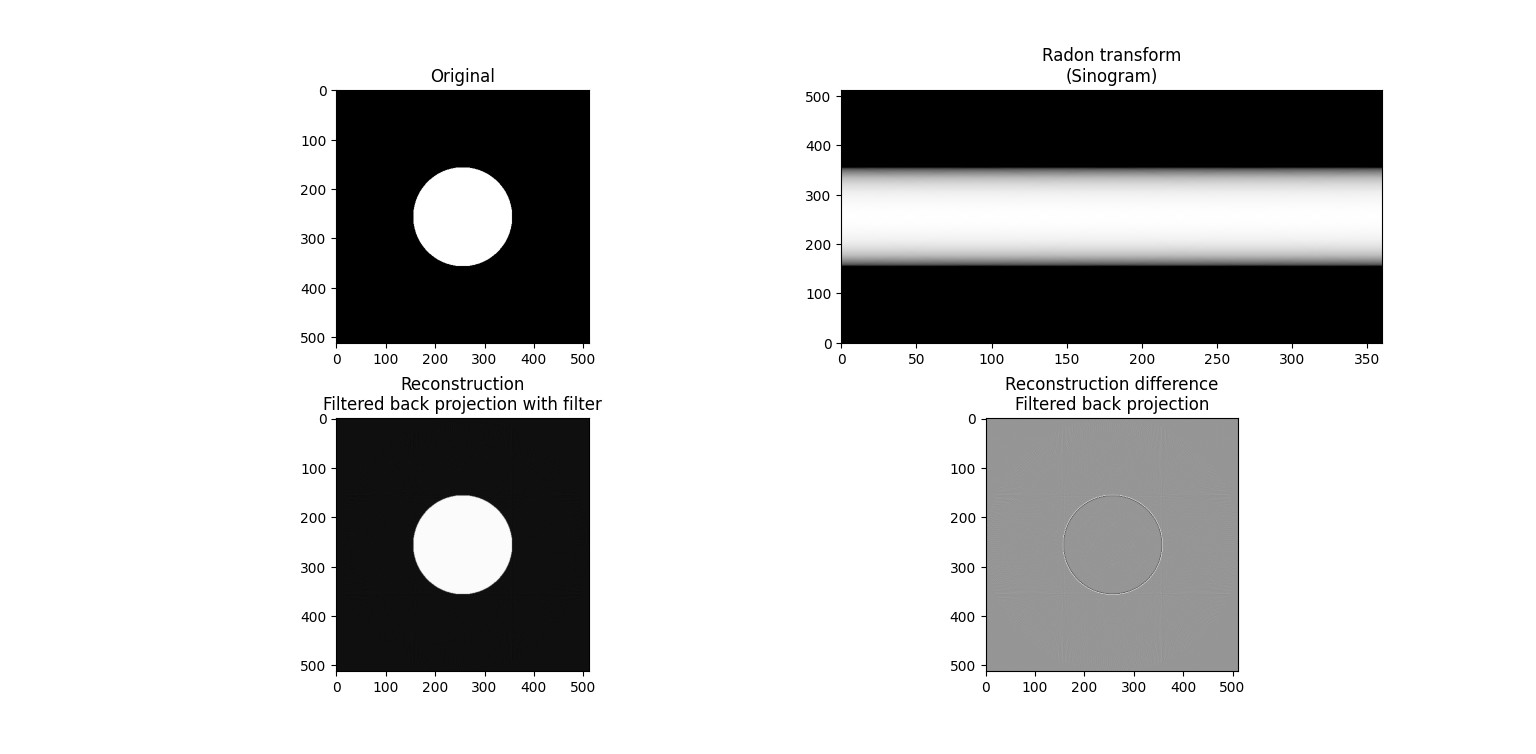 Original
0
100
200
300
400
500
0 100 200 300 400 500
Radon transform
(Sinogram)
500
400
300
200
100
0
0 50 100 150 200 250 300 350
Reconstruction
Filtered back projection with filter
0
100
200
300
400
500
0 100 200 300 400 500
Reconstruction difference
Filtered back projection
0
100
200
300
400
500
0 100 200 300 400 500